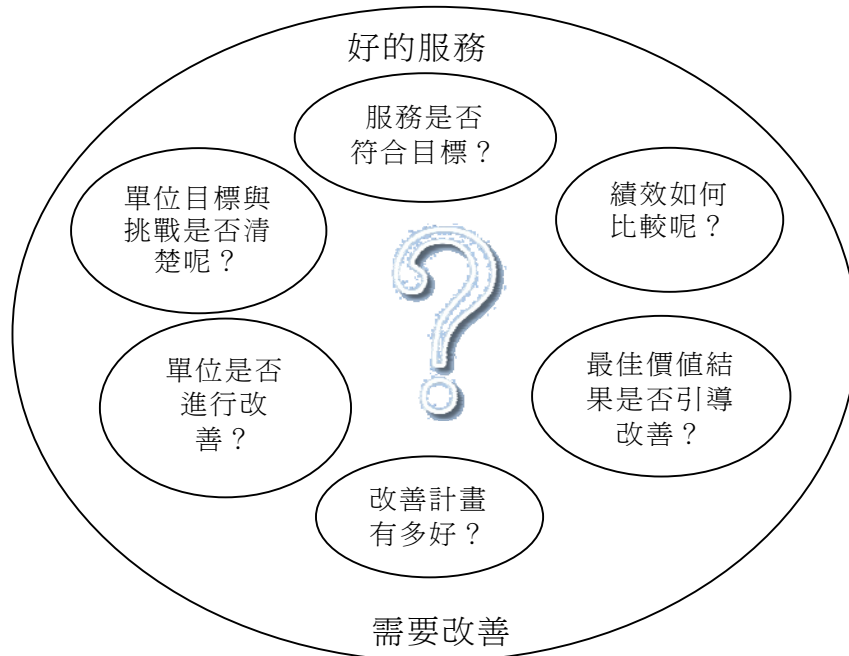 好的服務
服務是否
符合目標？
單位目標與
挑戰是否清
楚呢？
績效如何
比較呢？
單位是否
進行改
善？
最佳價值結
果是否引導
改善？
改善計畫
有多好？
需要改善